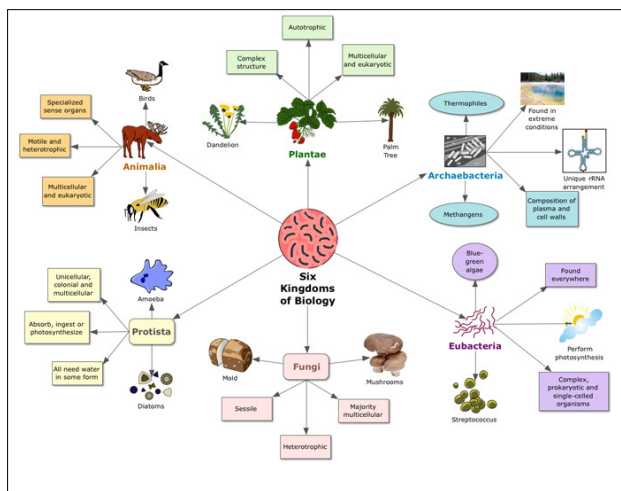 Autotrophic
Complex
structure
Multicellular
and eukaryotic
Dandelion
Plantae
Palm
Tree
Birds
Specialized
sense organs
Motile and
heterotrophic
Animalia
Multicellular
and eukaryotic
Insects
Thermophiles
Found in
extreme
conditions
Archaebacteria
Unique rRNA
arrangement
Methangens
Composition of
plasma and
cell walls
Six
Kingdoms
of Biology
Unicellular,
colonial and
multicellular
Amoeba
Absorb, ingest or
photosynthesize
Protista
All need water
in some form
Diatoms
Mold
Fungi
Mushrooms
Sessile
Majority
multicellular
Heterotrophic
Blue-
green
algae
Found
everywhere
Eubacteria
Perform
photosynthesis
Streptococcus
Complex,
prokaryotic and
single-celled
organisms